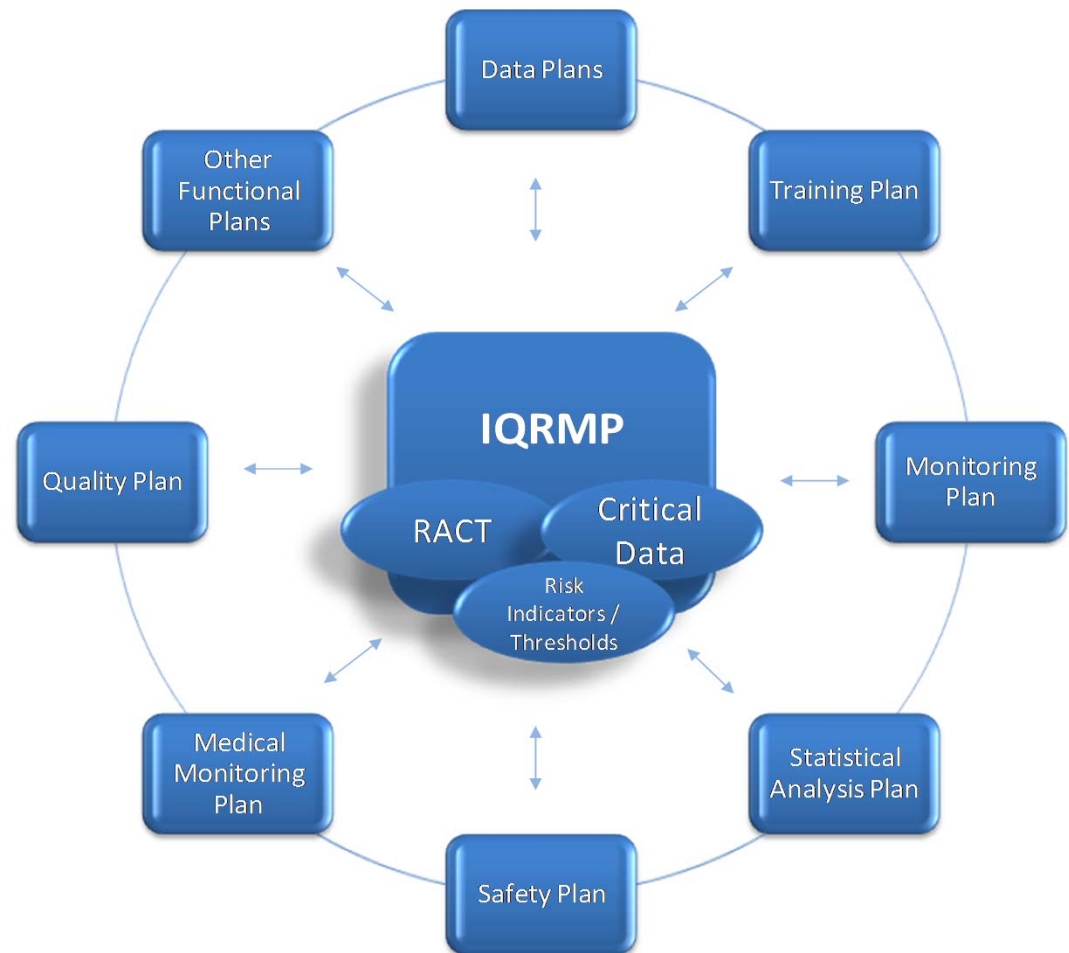 Data Plans
Other
Functional
Plans
Training Plan
IQRMP
Quality Plan
Monitoring
Plan
RACT
Critical
Data
Risk
Indicators /
Thresholds
Medical
Monitoring
Plan
Statistical
Analysis Plan
Safety Plan